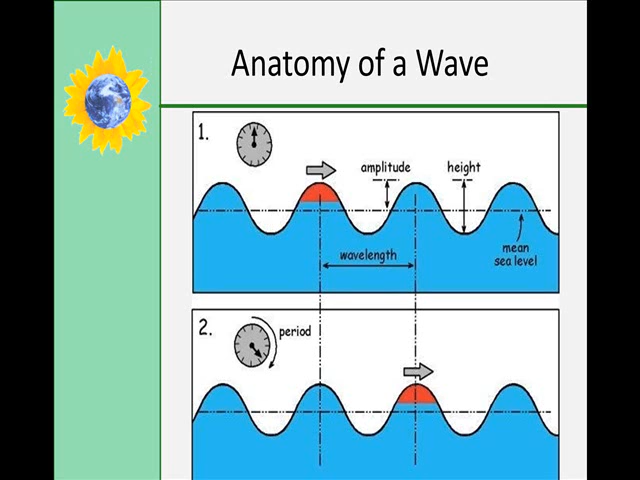 Anatomy of a Wave
1.
amplitude
height
wavelength
mean
sea level
2.
period